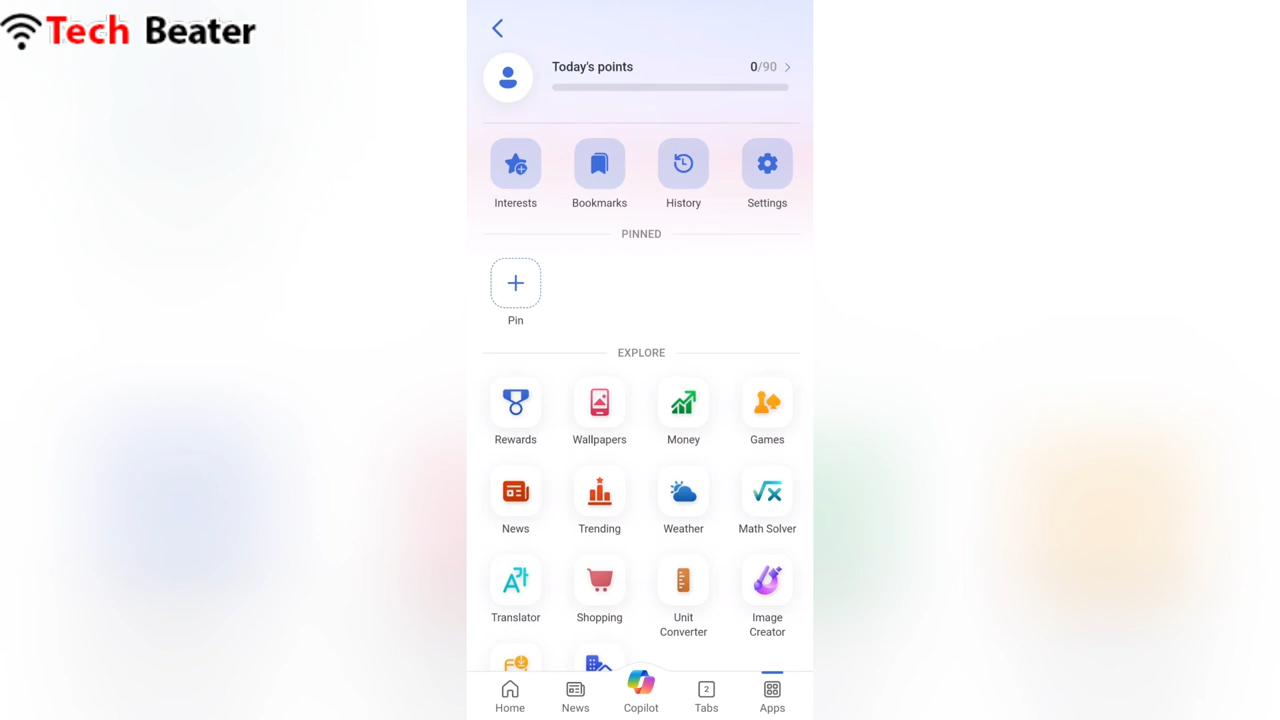 Tech Beater
Today's points 0/90
Interests Bookmarks History Settings
PINNED
Pin
EXPLORE
Rewards Wallpapers Money Games
News Trending Weather Math Solver
Translator Shopping Unit Converter Image Creator
Home News Copilot 2 Tabs Apps